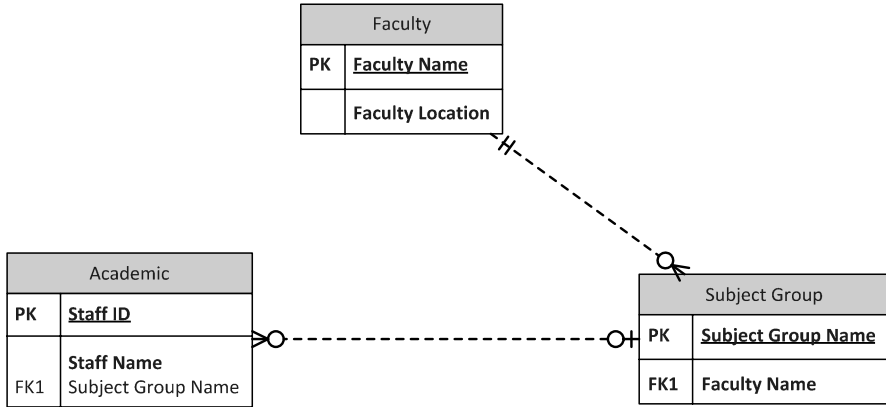 Faculty
PK Faculty Name
Faculty Location
Academic
PK Staff ID
Staff Name
FK1 Subject Group Name
Subject Group
PK Subject Group Name
FK1 Faculty Name